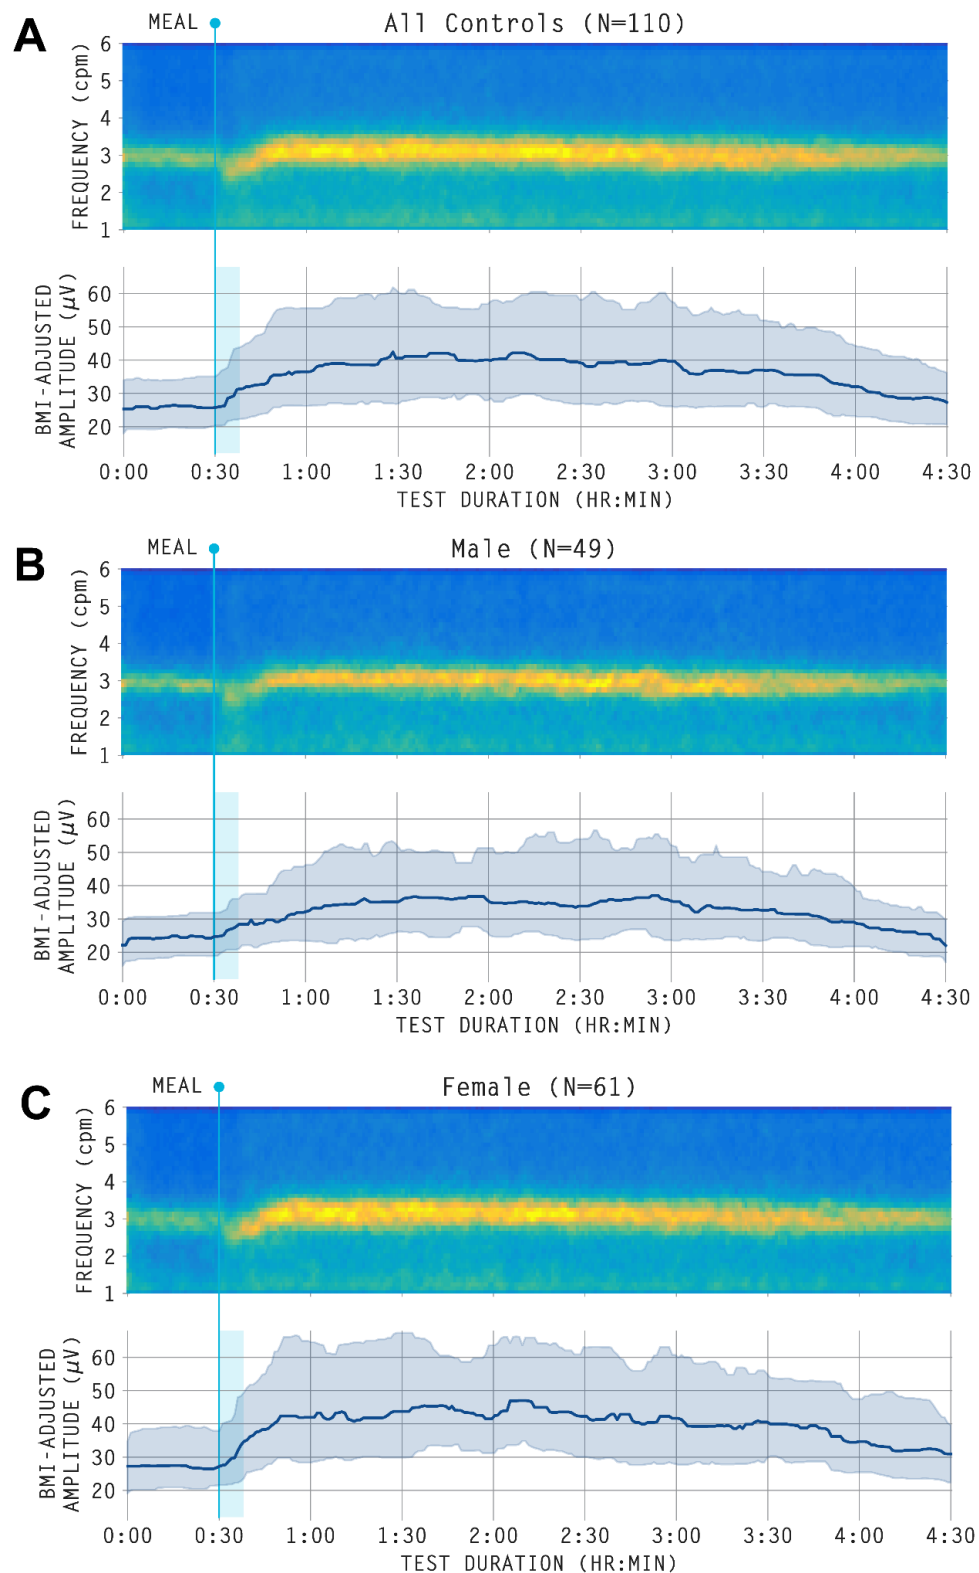 A
MEAL
All Controls (N=110)
FREQUENCY (cpm)
6
5
4
3
2
1
BMI-ADJUSTED
AMPLITUDE (μV)
60
50
40
30
20
0:00 0:30 1:00 1:30 2:00 2:30 3:00 3:30 4:00 4:30
TEST DURATION (HR:MIN)
B
MEAL
Male (N=49)
FREQUENCY (cpm)
6
5
4
3
2
1
BMI-ADJUSTED
AMPLITUDE (μV)
60
50
40
30
20
0:00 0:30 1:00 1:30 2:00 2:30 3:00 3:30 4:00 4:30
TEST DURATION (HR:MIN)
C
MEAL
Female (N=61)
FREQUENCY (cpm)
6
5
4
3
2
1
BMI-ADJUSTED
AMPLITUDE (μV)
60
50
40
30
20
0:00 0:30 1:00 1:30 2:00 2:30 3:00 3:30 4:00 4:30
TEST DURATION (HR:MIN)